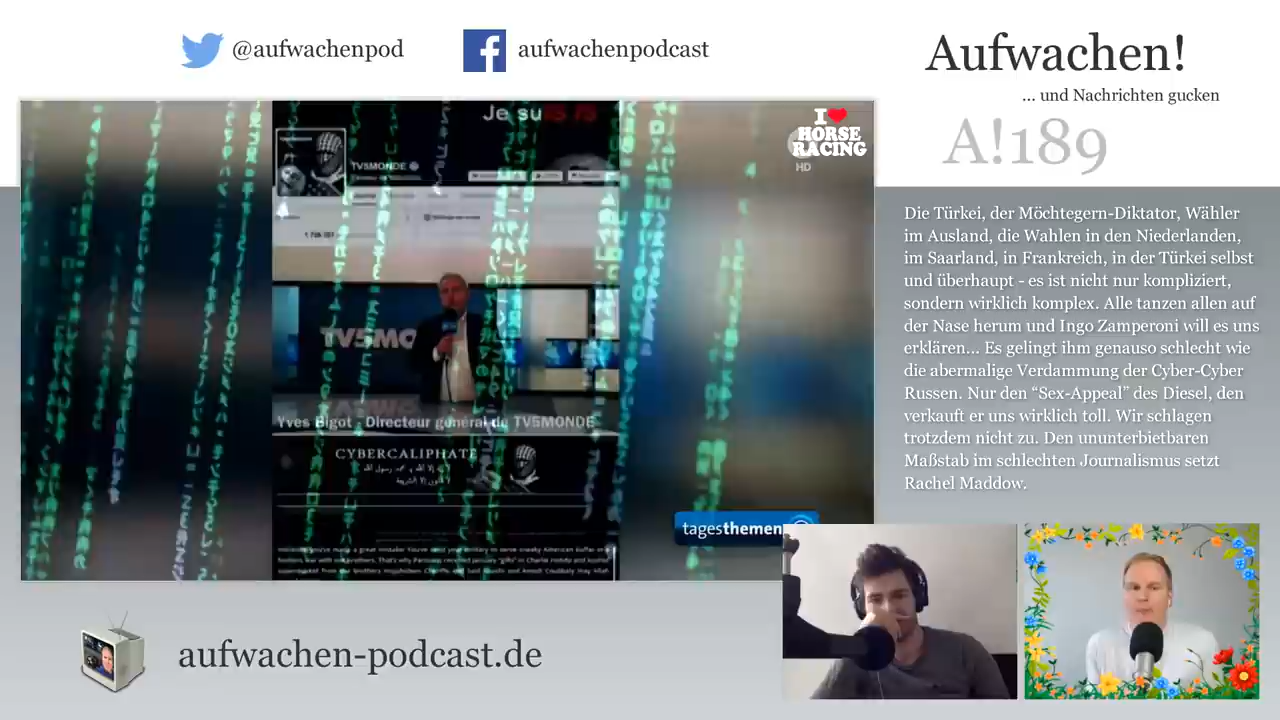 @aufwachenpod
aufwachenpodcast
Aufwachen!
... und Nachrichten gucken
A!189
Je su
I
HORSE
RACING
HD
TV5MONDE
TV5MO
Yves Bigot - Directeur général de TV5MONDE
CYBERCALIPHATE
tagesthemen
Die Türkei, der Möchtegern-Diktator, Wähler
im Ausland, die Wahlen in den Niederlanden,
im Saarland, in Frankreich, in der Türkei selbst
und überhaupt - es ist nicht nur kompliziert,
sondern wirklich komplex. Alle tanzen allen auf
der Nase herum und Ingo Zamperoni will es uns
erklären... Es gelingt ihm genauso schlecht wie
die abermalige Verdammung der Cyber-Cyber
Russen. Nur den “Sex-Appeal” des Diesel, den
verkauft er uns wirklich toll. Wir schlagen
trotzdem nicht zu. Den ununterbietbaren
Maßstab im schlechten Journalismus setzt
Rachel Maddow.
aufwachen-podcast.de